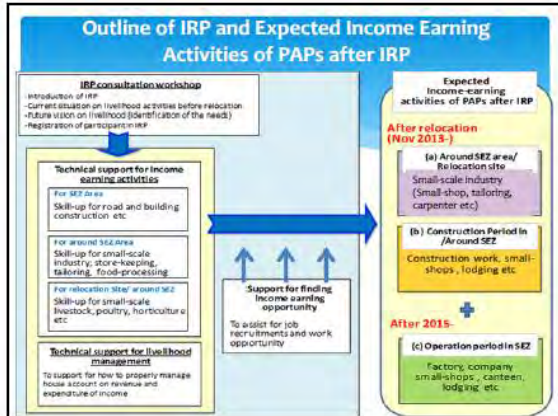 Outline of IRP and Expected Income Earning
Activities of PAPs after IRP
IRP consultation workshop
-Introduction of IRP
-Current situation on livelihood activities before relocation
-Future vision on livelihood (identification of the needs)
-Registration of participant in IRP
Technical support for income
earning activities
For SEZ Area
Skill-up for road and building
construction etc
For around SEZ Area
Skill-up for small-scale
industry, store-keeping,
tailoring, food-processing
For relocation site/ around SEZ
Skill-up for small-scale
livestock, poultry, horticulture
etc
Technical support for livelihood
management
To support for how to properly manage
house account on revenue and
expenditure of income
Support for finding
Income earning
opportunity
To assist for job
recruitments and work
opportunity
Expected
Income-earning
activities of PAPs after IRP
After relocation
(Nov 2013-)
(a) Around SEZ area/
Relocation site
Small-scale industry
(Small-shop, tailoring,
carpenter etc)
(b) Construction Period in
/Around SEZ
Construction work, small-
shops, lodging etc
After 2015-
(c) Operation period in SEZ
Factory, company
small-shops, canteen,
lodging etc